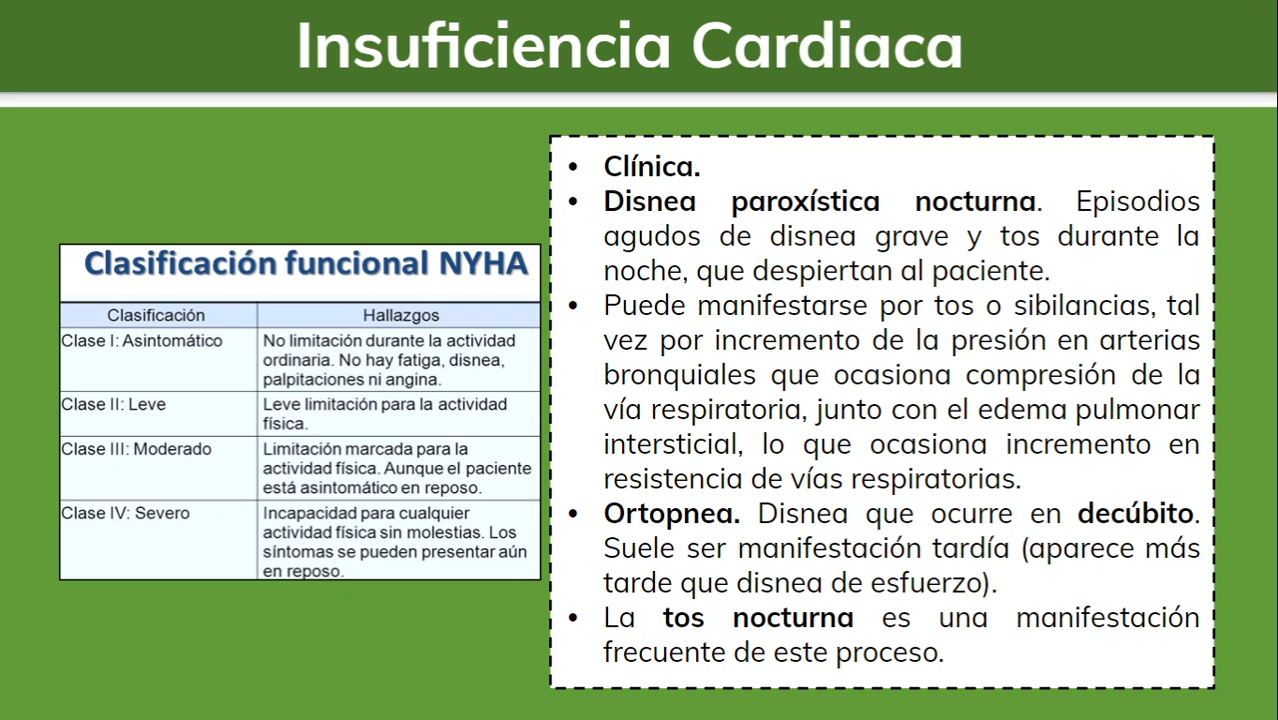 Insuficiencia Cardiaca
Clasificación funcional NYHA
Clasificación Hallazgos
Clase I: Asintomático No limitación durante la actividad
ordinaria. No hay fatiga, disnea,
palpitaciones ni angina.
Clase II: Leve Leve limitación para la actividad
física.
Clase III: Moderado Limitación marcada para la
actividad física. Aunque el paciente
está asintomático en reposo.
Clase IV: Severo Incapacidad para cualquier
actividad física sin molestias. Los
síntomas se pueden presentar aún
en reposo.
• Clínica.
• Disnea paroxística nocturna. Episodios
agudos de disnea grave y tos durante la
noche, que despiertan al paciente.
• Puede manifestarse por tos o sibilancias, tal
vez por incremento de la presión en arterias
bronquiales que ocasiona compresión de la
vía respiratoria, junto con el edema pulmonar
intersticial, lo que ocasiona incremento en
resistencia de vías respiratorias.
• Ortopnea. Disnea que ocurre en decúbito.
Suele ser manifestación tardía (aparece más
tarde que disnea de esfuerzo).
• La tos nocturna es una manifestación
frecuente de este proceso.